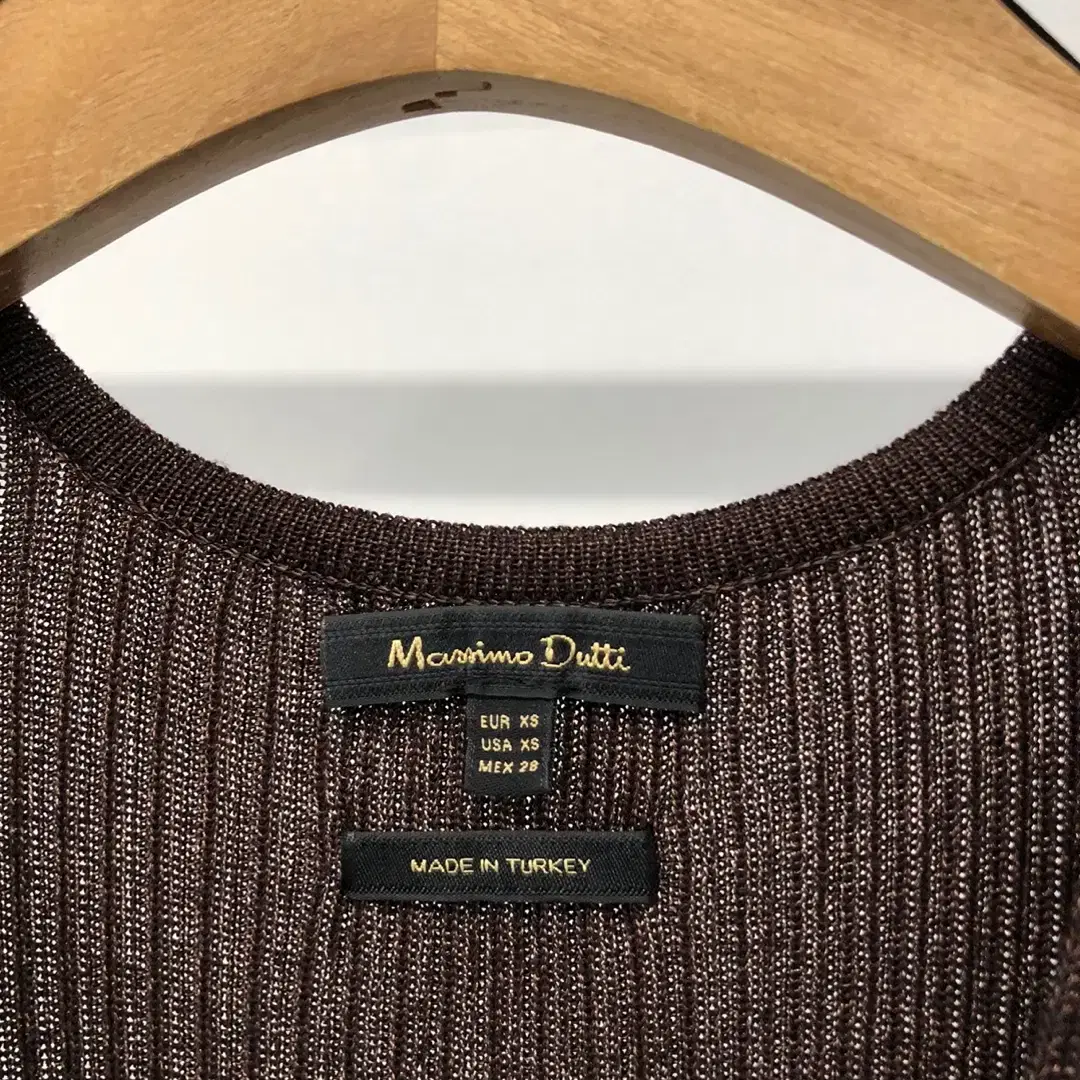 Massimo Dutti
EUR XS
USA XS
MEX 28
MADE IN TURKEY